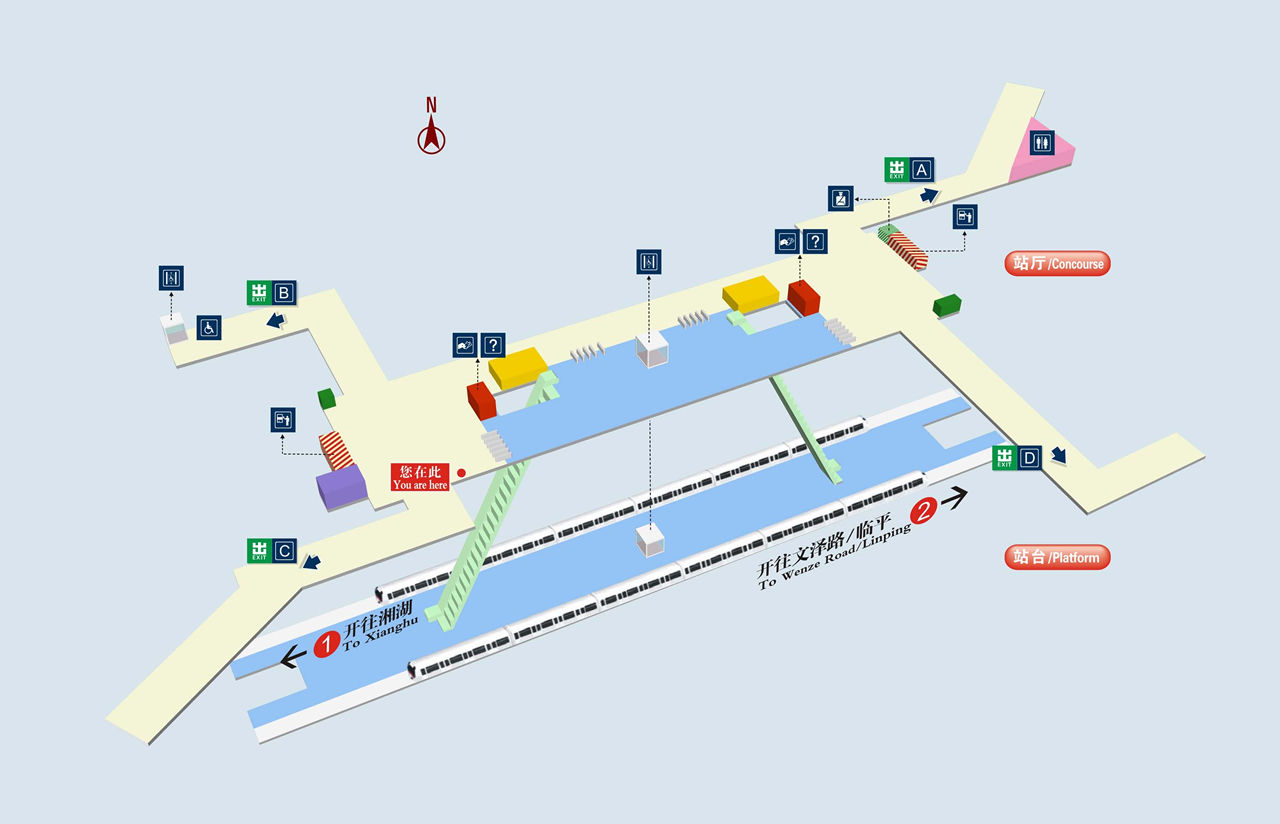 N
出 EXIT A
站厅/Concourse
?
出 EXIT B
?
您在此
You are here
出 EXIT D
出 EXIT C
2
开往文泽路/临平
To Wenze Road/Linping
站台/Platform
1
开往湘湖
To Xianghu